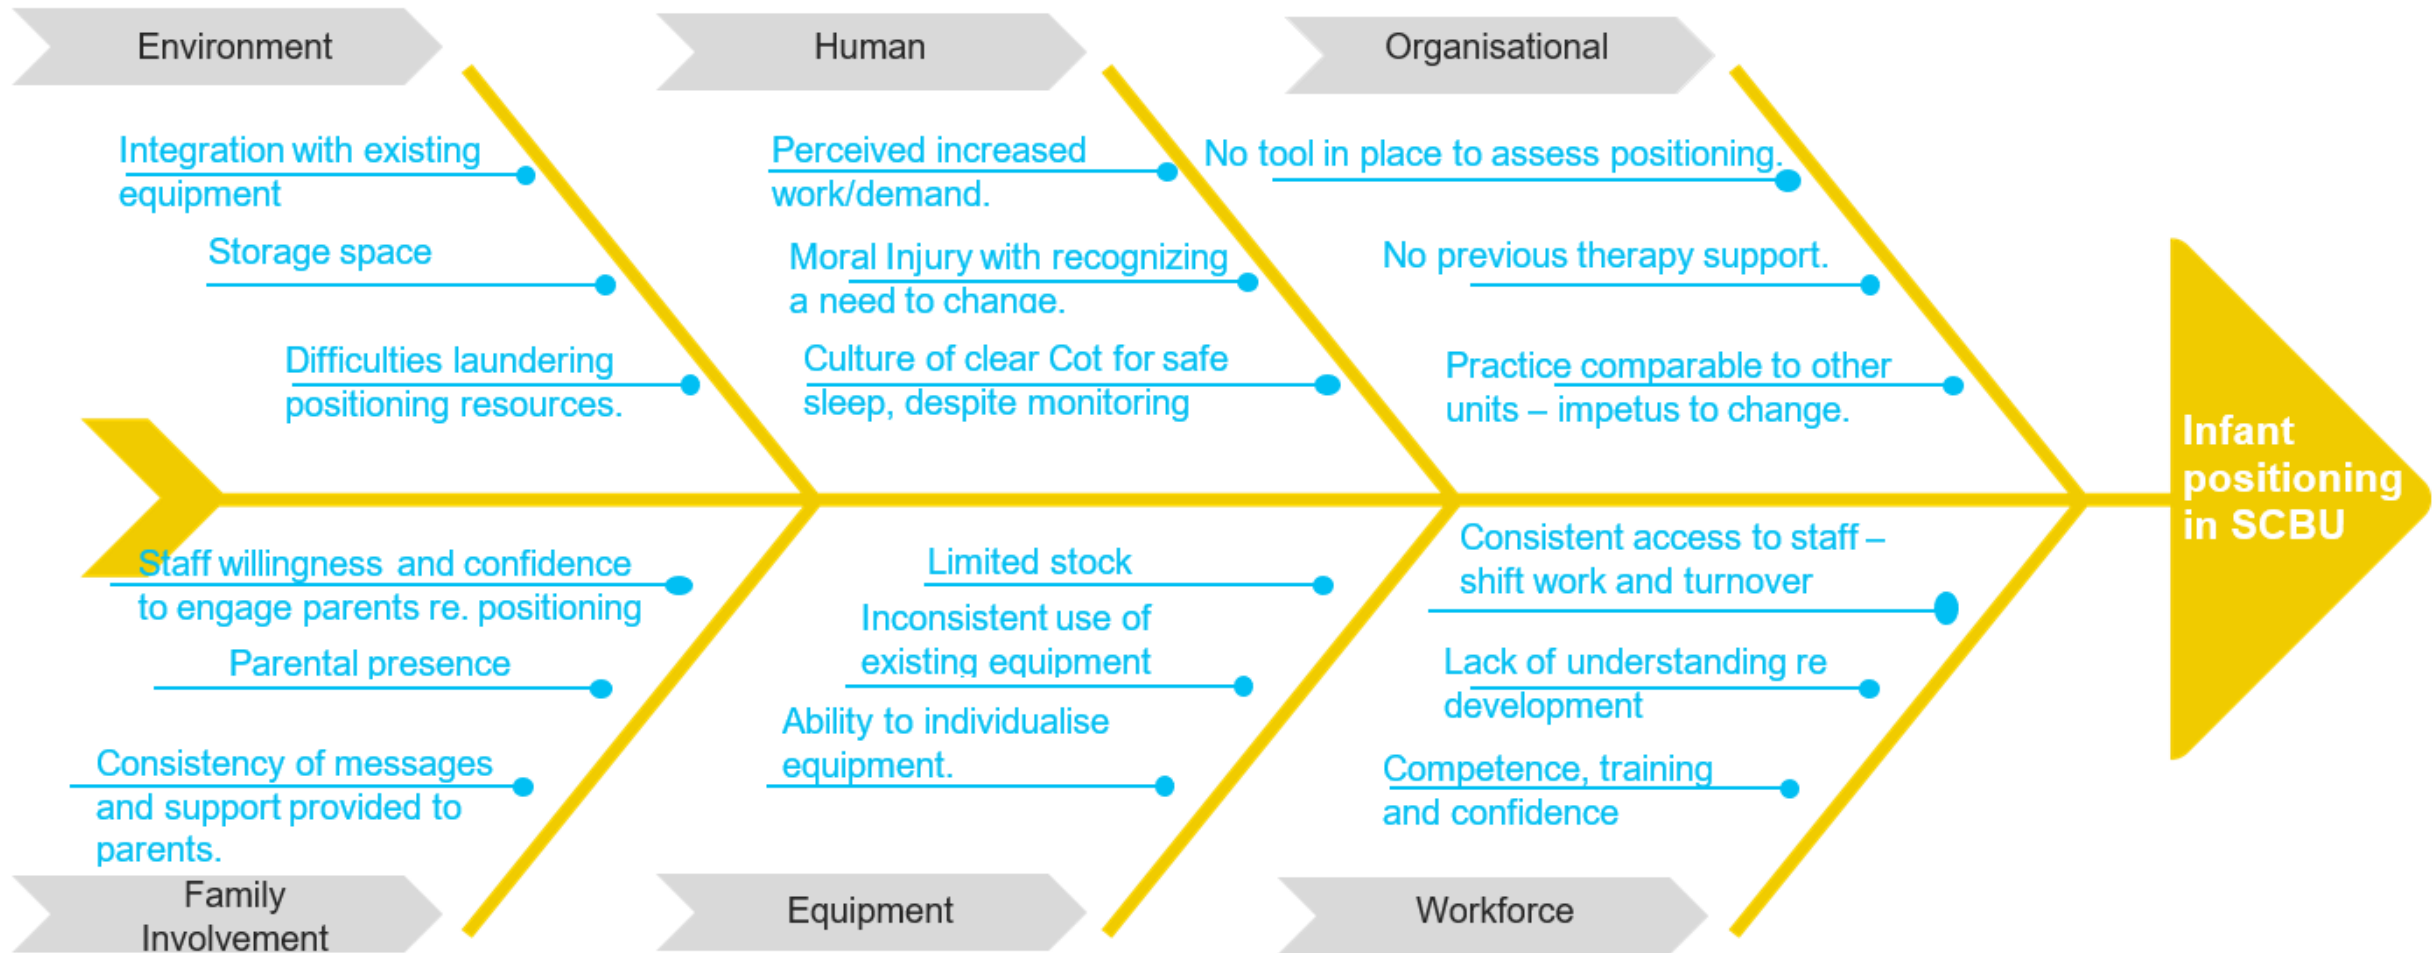 Environment
Human
Organisational
Integration with existing
equipment
Storage space
Difficulties laundering
positioning resources.
Perceived increased
work/demand.
Moral Injury with recognizing
a need to change.
Culture of clear Cot for safe
sleep, despite monitoring
No tool in place to assess positioning.
No previous therapy support.
Practice comparable to other
units – impetus to change.
Infant
positioning
in SCBU
Staff willingness and confidence
to engage parents re. positioning
Parental presence
Consistency of messages
and support provided to
parents.
Limited stock
Inconsistent use of
existing equipment
Ability to individualise
equipment.
Consistent access to staff –
shift work and turnover
Lack of understanding re
development
Competence, training
and confidence
Family
Involvement
Equipment
Workforce